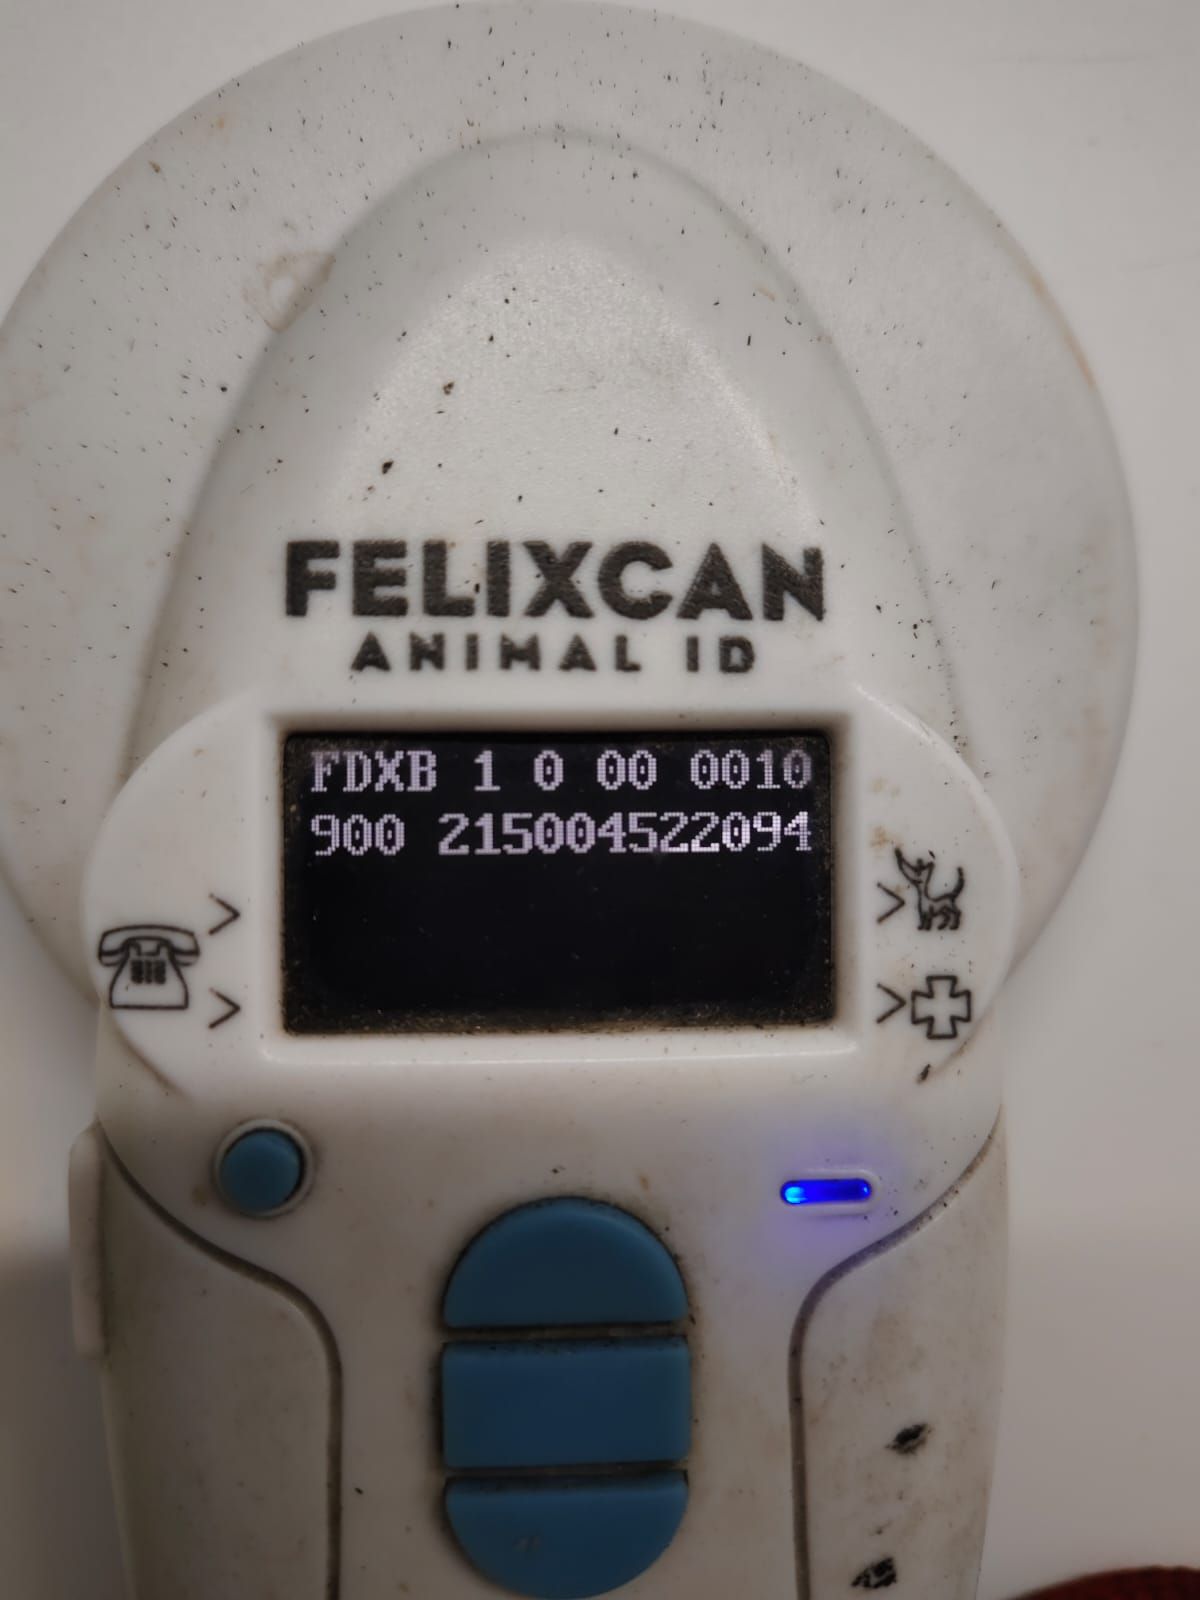 FELIXCAN
ANIMAL ID
FDXB 1 0 00 0010
900 215004522094